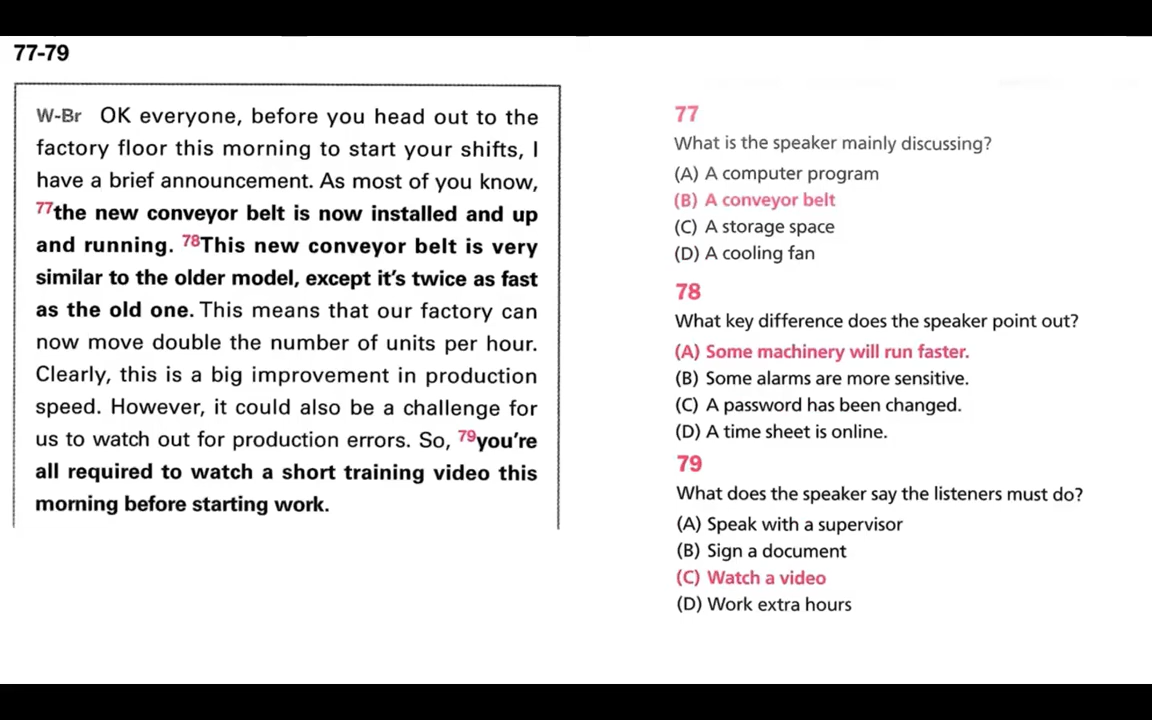 77-79
W-Br OK everyone, before you head out to the
factory floor this morning to start your shifts, I
have a brief announcement. As most of you know,
77the new conveyor belt is now installed and up
and running. 78This new conveyor belt is very
similar to the older model, except it's twice as fast
as the old one. This means that our factory can
now move double the number of units per hour.
Clearly, this is a big improvement in production
speed. However, it could also be a challenge for
us to watch out for production errors. So, 79you're
all required to watch a short training video this
morning before starting work.
77
What is the speaker mainly discussing?
(A) A computer program
(B) A conveyor belt
(C) A storage space
(D) A cooling fan
78
What key difference does the speaker point out?
(A) Some machinery will run faster.
(B) Some alarms are more sensitive.
(C) A password has been changed.
(D) A time sheet is online.
79
What does the speaker say the listeners must do?
(A) Speak with a supervisor
(B) Sign a document
(C) Watch a video
(D) Work extra hours